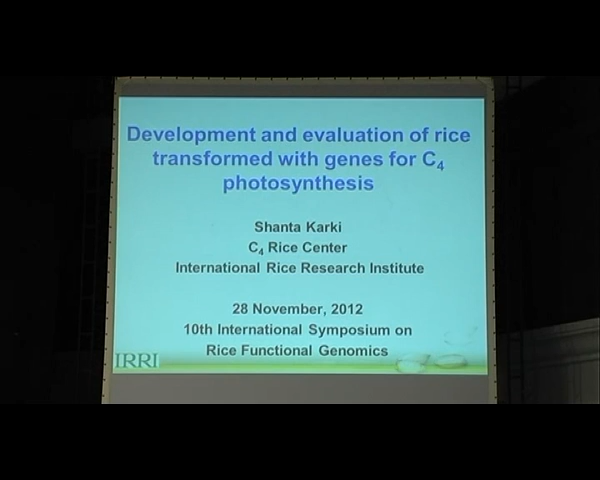 Development and evaluation of rice
transformed with genes for C₄
photosynthesis
Shanta Karki
C₄ Rice Center
International Rice Research Institute
28 November, 2012
10th International Symposium on
Rice Functional Genomics
IRRI